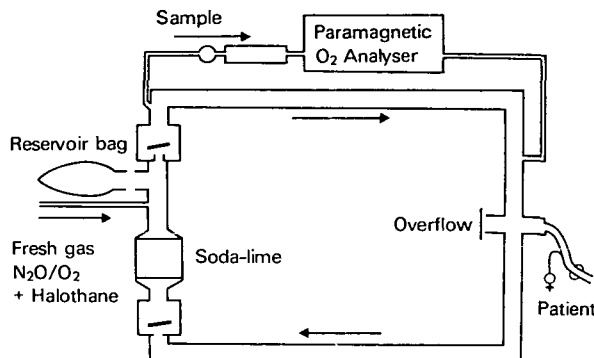 Sample
Paramagnetic
O₂ Analyser
Reservoir bag
Overflow
Fresh gas
N₂O/O₂
+ Halothane
Soda-lime
Patient